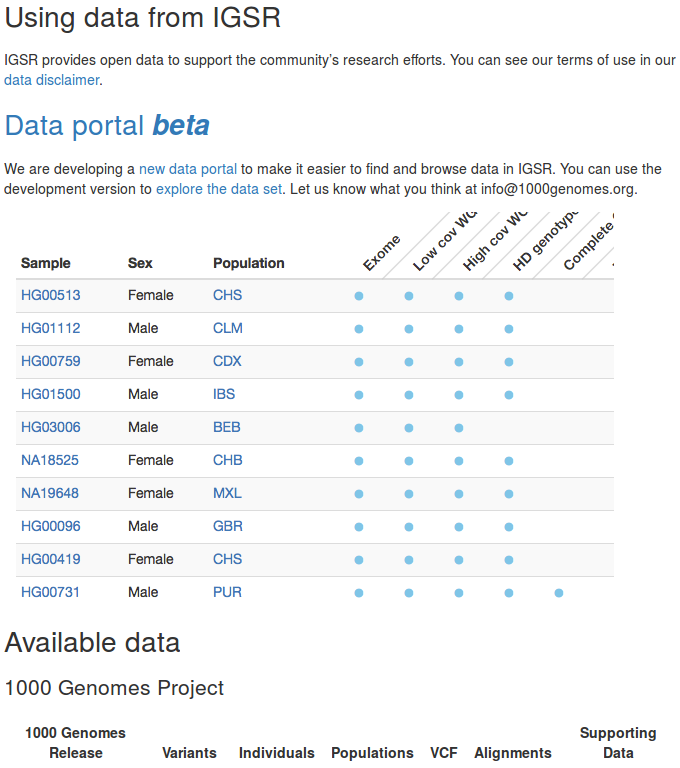 Using data from IGSR
IGSR provides open data to support the community's research efforts. You can see our terms of use in our
data disclaimer.
Data portal beta
We are developing a new data portal to make it easier to find and browse data in IGSR. You can use the
development version to explore the data set. Let us know what you think at info@1000genomes.org.
Sample Sex Population Exome Low cov WG High cov WG HD genotype Complete
HG00513 Female CHS
HG01112 Male CLM
HG00759 Female CDX
HG01500 Male IBS
HG03006 Male BEB
NA18525 Female CHB
NA19648 Female MXL
HG00096 Male GBR
HG00419 Female CHS
HG00731 Male PUR
Available data
1000 Genomes Project
1000 Genomes Supporting
Release Variants Individuals Populations VCF Alignments Data